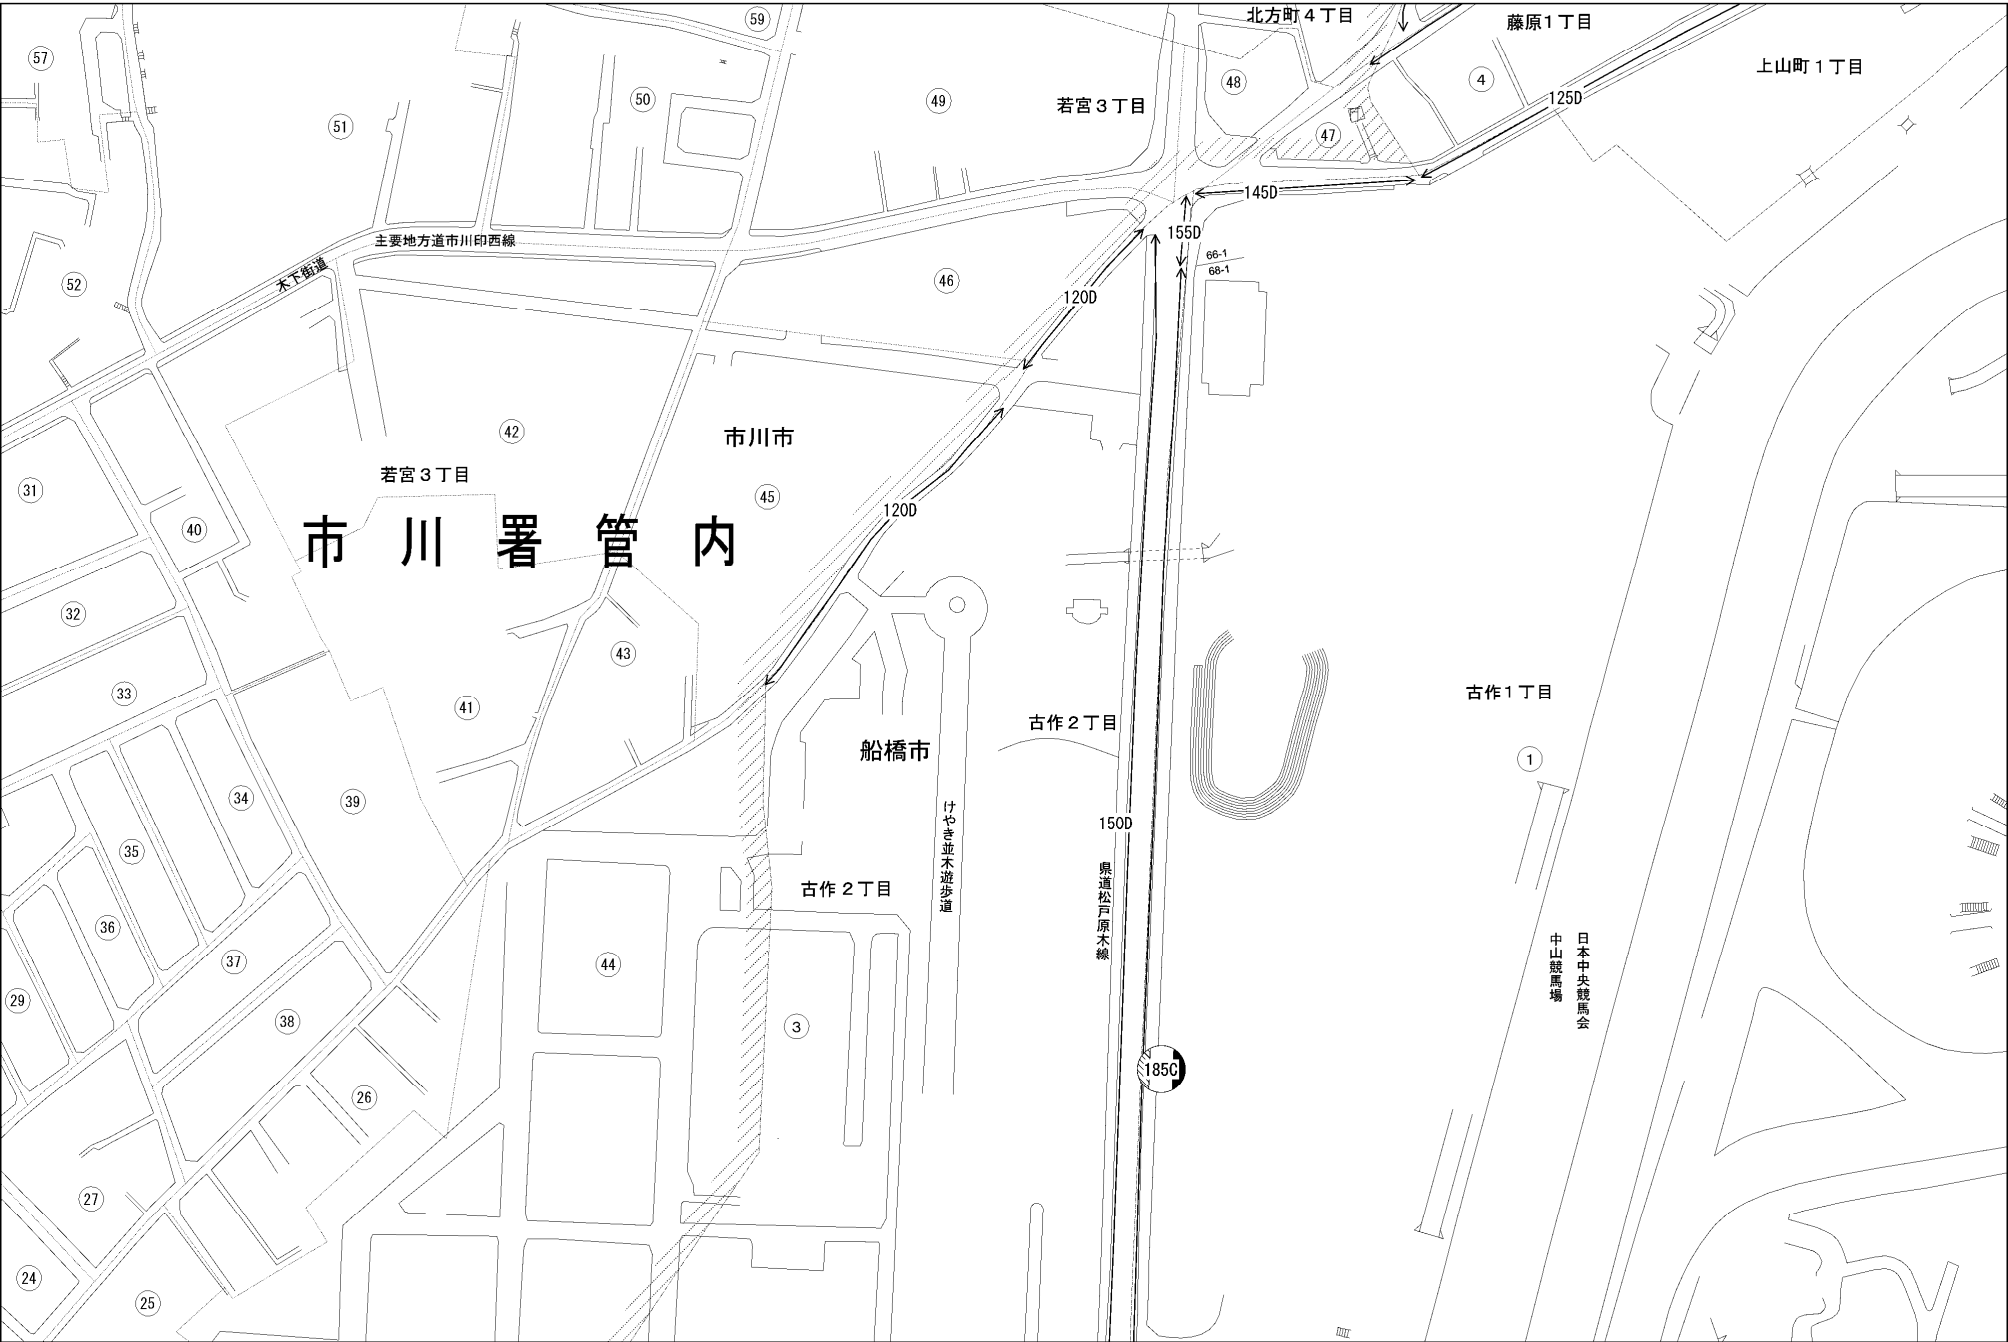 59
北方町４丁目
藤原１丁目
57
上山町１丁目
48
4
50
49
若宮３丁目
125D
51
47
145D
155D
主要地方道市川印西線
66-1
68-1
木下街道
52
46
120D
42
市川市
若宮３丁目
31
45
40
120D
市川署管内
32
43
33
41
古作１丁目
古作２丁目
船橋市
1
34
39
けやき並木遊歩道
150D
35
県道松戸原木線
古作２丁目
36
37
44
日本中央競馬会
中山競馬場
29
38
3
185C
26
27
24
25